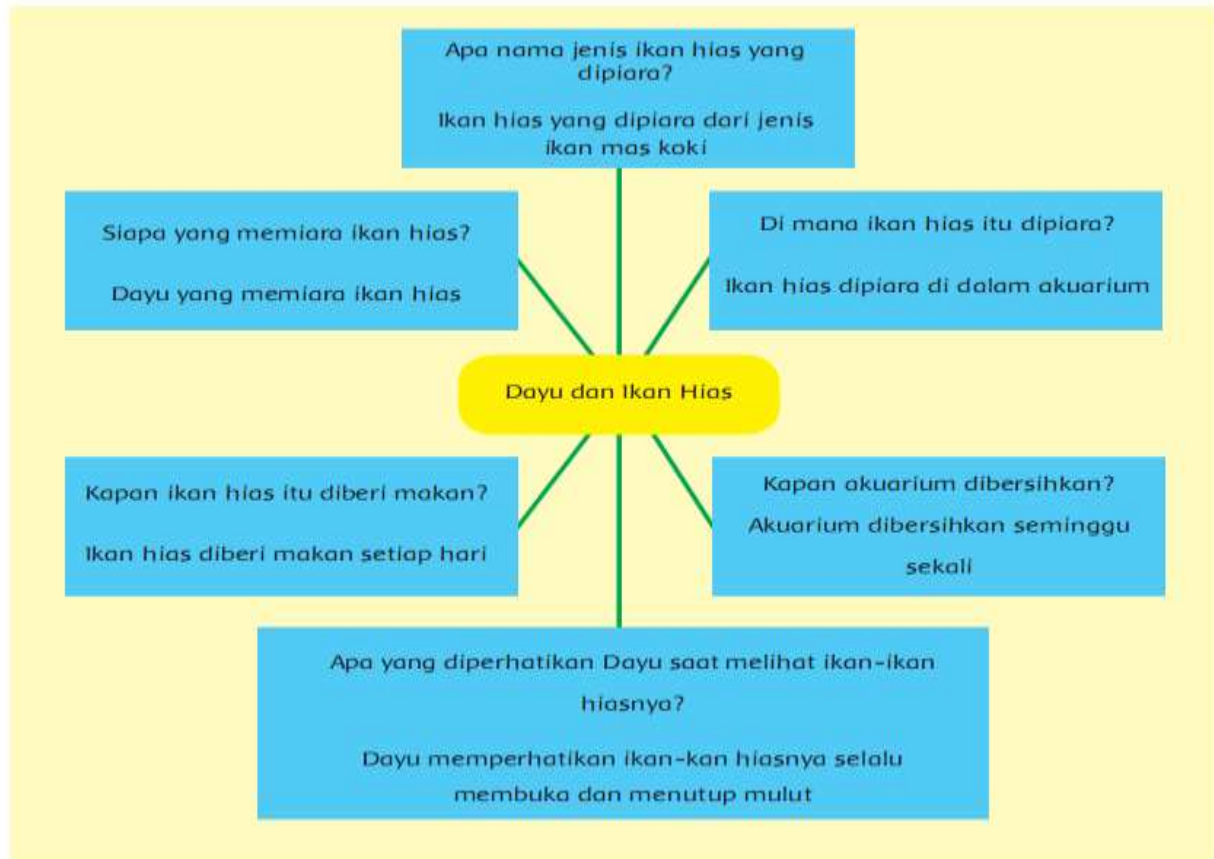 Apa nama jenis ikan hias yang
dipiara?
Ikan hias yang dipiara dari jenis
ikan mas koki
Siapa yang memiara ikan hias?
Dayu yang memiara ikan hias
Di mana ikan hias itu dipiara?
Ikan hias dipiara di dalam akuarium
Dayu dan Ikan Hias
Kapan ikan hias itu diberi makan?
Ikan hias diberi makan setiap hari
Kapan akuarium dibersihkan?
Akuarium dibersihkan seminggu
sekali
Apa yang diperhatikan Dayu saat melihat ikan-ikan
hiasnya?
Dayu memperhatikan ikan-kan hiasnya selalu
membuka dan menutup mulut